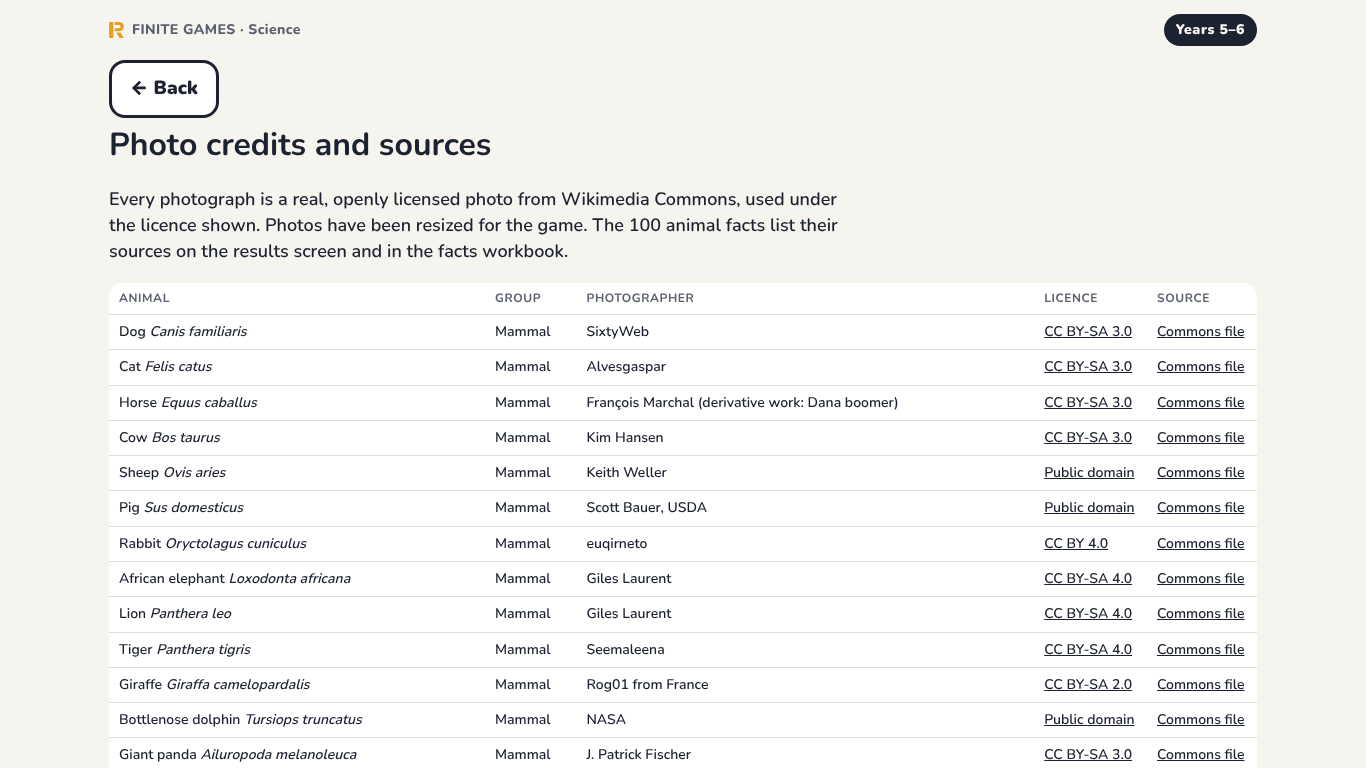 FINITE GAMES · Science
Years 5–6
← Back
Photo credits and sources
Every photograph is a real, openly licensed photo from Wikimedia Commons, used under
the licence shown. Photos have been resized for the game. The 100 animal facts list their
sources on the results screen and in the facts workbook.
ANIMAL GROUP PHOTOGRAPHER LICENCE SOURCE
Dog Canis familiaris Mammal SixtyWeb CC BY-SA 3.0 Commons file
Cat Felis catus Mammal Alvesgaspar CC BY-SA 3.0 Commons file
Horse Equus caballus Mammal François Marchal (derivative work: Dana boomer) CC BY-SA 3.0 Commons file
Cow Bos taurus Mammal Kim Hansen CC BY-SA 3.0 Commons file
Sheep Ovis aries Mammal Keith Weller Public domain Commons file
Pig Sus domesticus Mammal Scott Bauer, USDA Public domain Commons file
Rabbit Oryctolagus cuniculus Mammal euqirneto CC BY 4.0 Commons file
African elephant Loxodonta africana Mammal Giles Laurent CC BY-SA 4.0 Commons file
Lion Panthera leo Mammal Giles Laurent CC BY-SA 4.0 Commons file
Tiger Panthera tigris Mammal Seemaleena CC BY-SA 4.0 Commons file
Giraffe Giraffa camelopardalis Mammal Rog01 from France CC BY-SA 2.0 Commons file
Bottlenose dolphin Tursiops truncatus Mammal NASA Public domain Commons file
Giant panda Ailuropoda melanoleuca Mammal J. Patrick Fischer CC BY-SA 3.0 Commons file